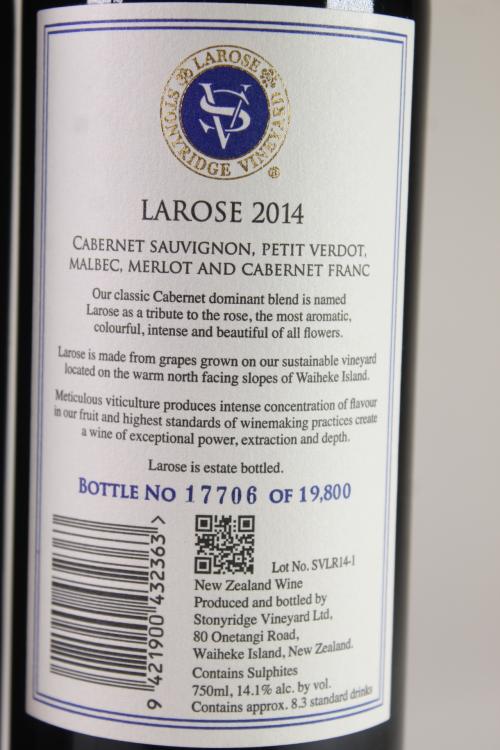 LAROSE
STONYRIDGE VINEYARD
SV
LAROSE 2014
CABERNET SAUVIGNON, PETIT VERDOT,
MALBEC, MERLOT AND CABERNET FRANC
Our classic Cabernet dominant blend is named
Larose as a tribute to the rose, the most aromatic,
colourful, intense and beautiful of all flowers.
Larose is made from grapes grown on our sustainable vineyard
located on the warm north facing slopes of Waiheke Island.
Meticulous viticulture produces intense concentration of flavour
in our fruit and highest standards of winemaking practices create
a wine of exceptional power, extraction and depth.
Larose is estate bottled.
BOTTLE NO 17706 OF 19,800
9 421900 432363 >
Lot No. SVLR14-1
New Zealand Wine
Produced and bottled by
Stonyridge Vineyard Ltd,
80 Onetangi Road,
Waiheke Island, New Zealand.
Contains Sulphites
750ml, 14.1% alc. by vol.
Contains approx. 8.3 standard drinks